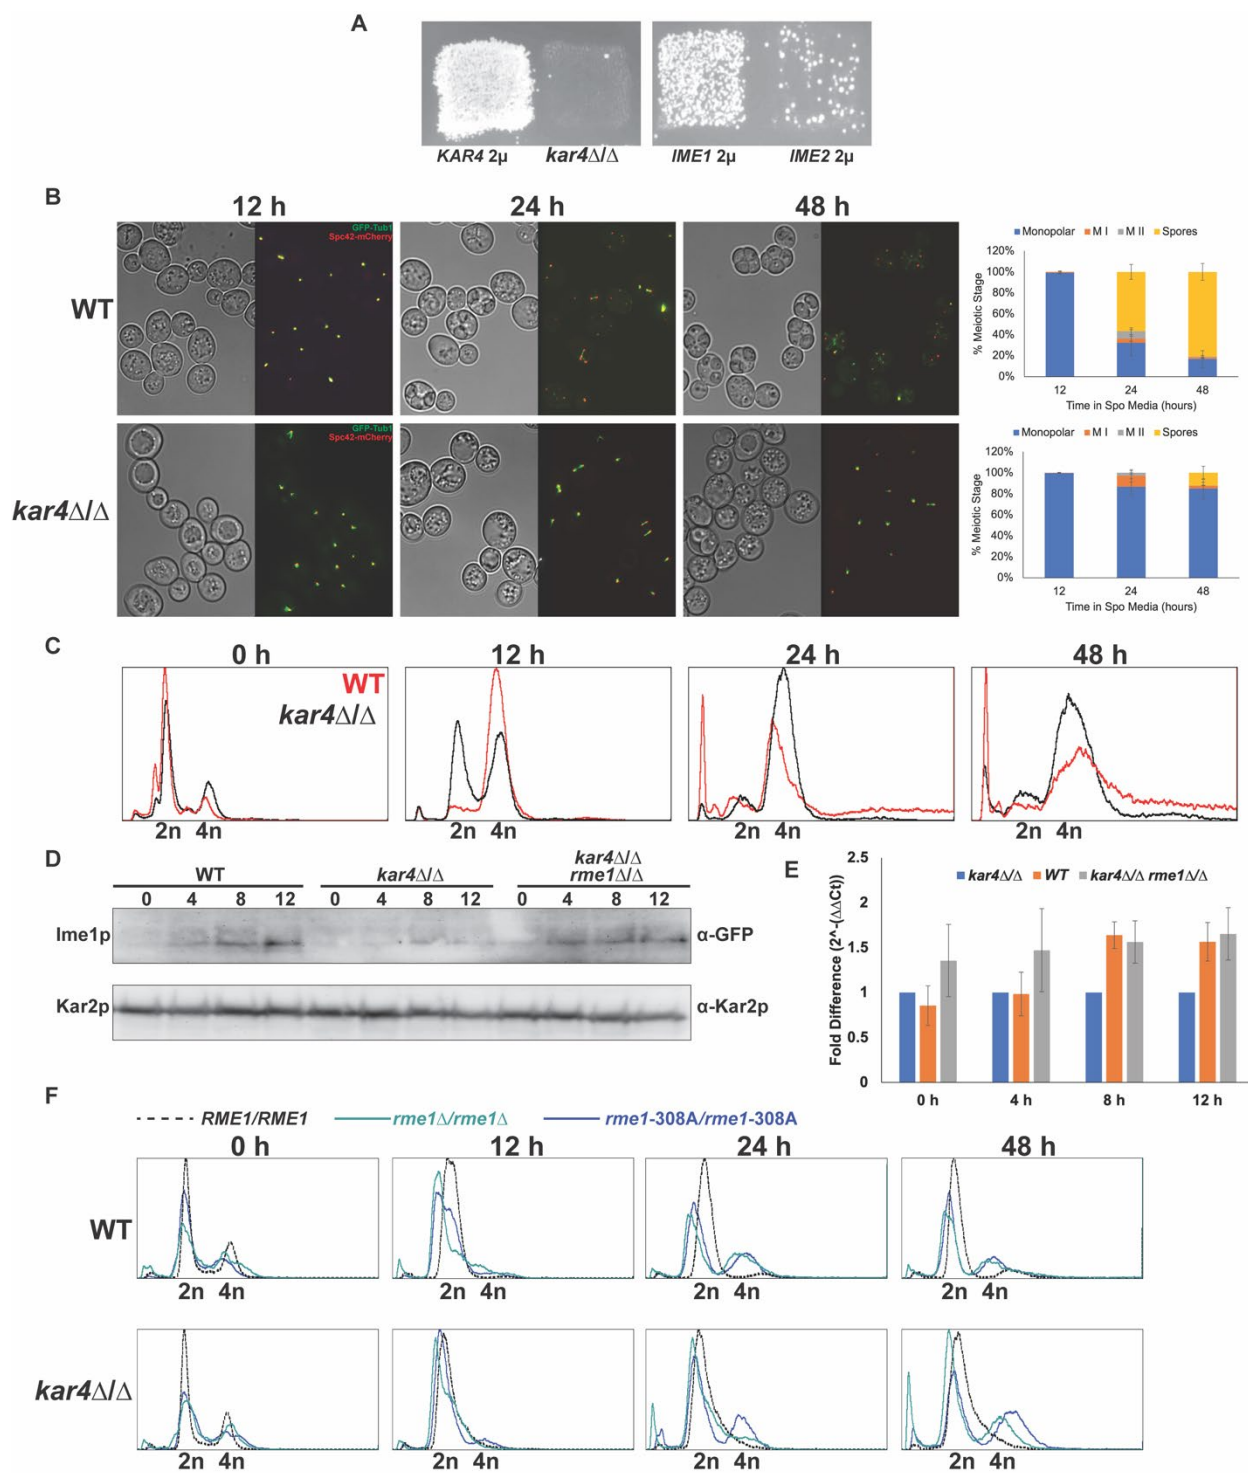 A
KAR4 2μ kar4Δ/Δ IME1 2μ IME2 2μ
B
12 h 24 h 48 h
WT
GFP-Tub1
Spc42-mCherry
Monopolar M I M II Spores
% Meiotic Stage
120%
100%
80%
60%
40%
20%
0%
12 24 48
Time in Spo Media (hours)
kar4Δ/Δ
GFP-Tub1
Spc42-mCherry
Monopolar M I M II Spores
% Meiotic Stage
120%
100%
80%
60%
40%
20%
0%
12 24 48
Time in Spo Media (hours)
C
0 h 12 h 24 h 48 h
WT
kar4Δ/Δ
2n 4n 2n 4n 2n 4n 2n 4n
D
WT kar4Δ/Δ kar4Δ/Δ
rme1Δ/Δ
0 4 8 12 0 4 8 12 0 4 8 12
Ime1p α-GFP
Kar2p α-Kar2p
E
kar4Δ/Δ WT kar4Δ/Δ rme1Δ/Δ
Fold Difference (2^-(ΔΔCt))
2.5
2
1.5
1
0.5
0
0 h 4 h 8 h 12 h
F
RME1/RME1 rme1Δ/rme1Δ rme1-308A/rme1-308A
0 h 12 h 24 h 48 h
WT
2n 4n 2n 4n 2n 4n 2n 4n
kar4Δ/Δ
2n 4n 2n 4n 2n 4n 2n 4n